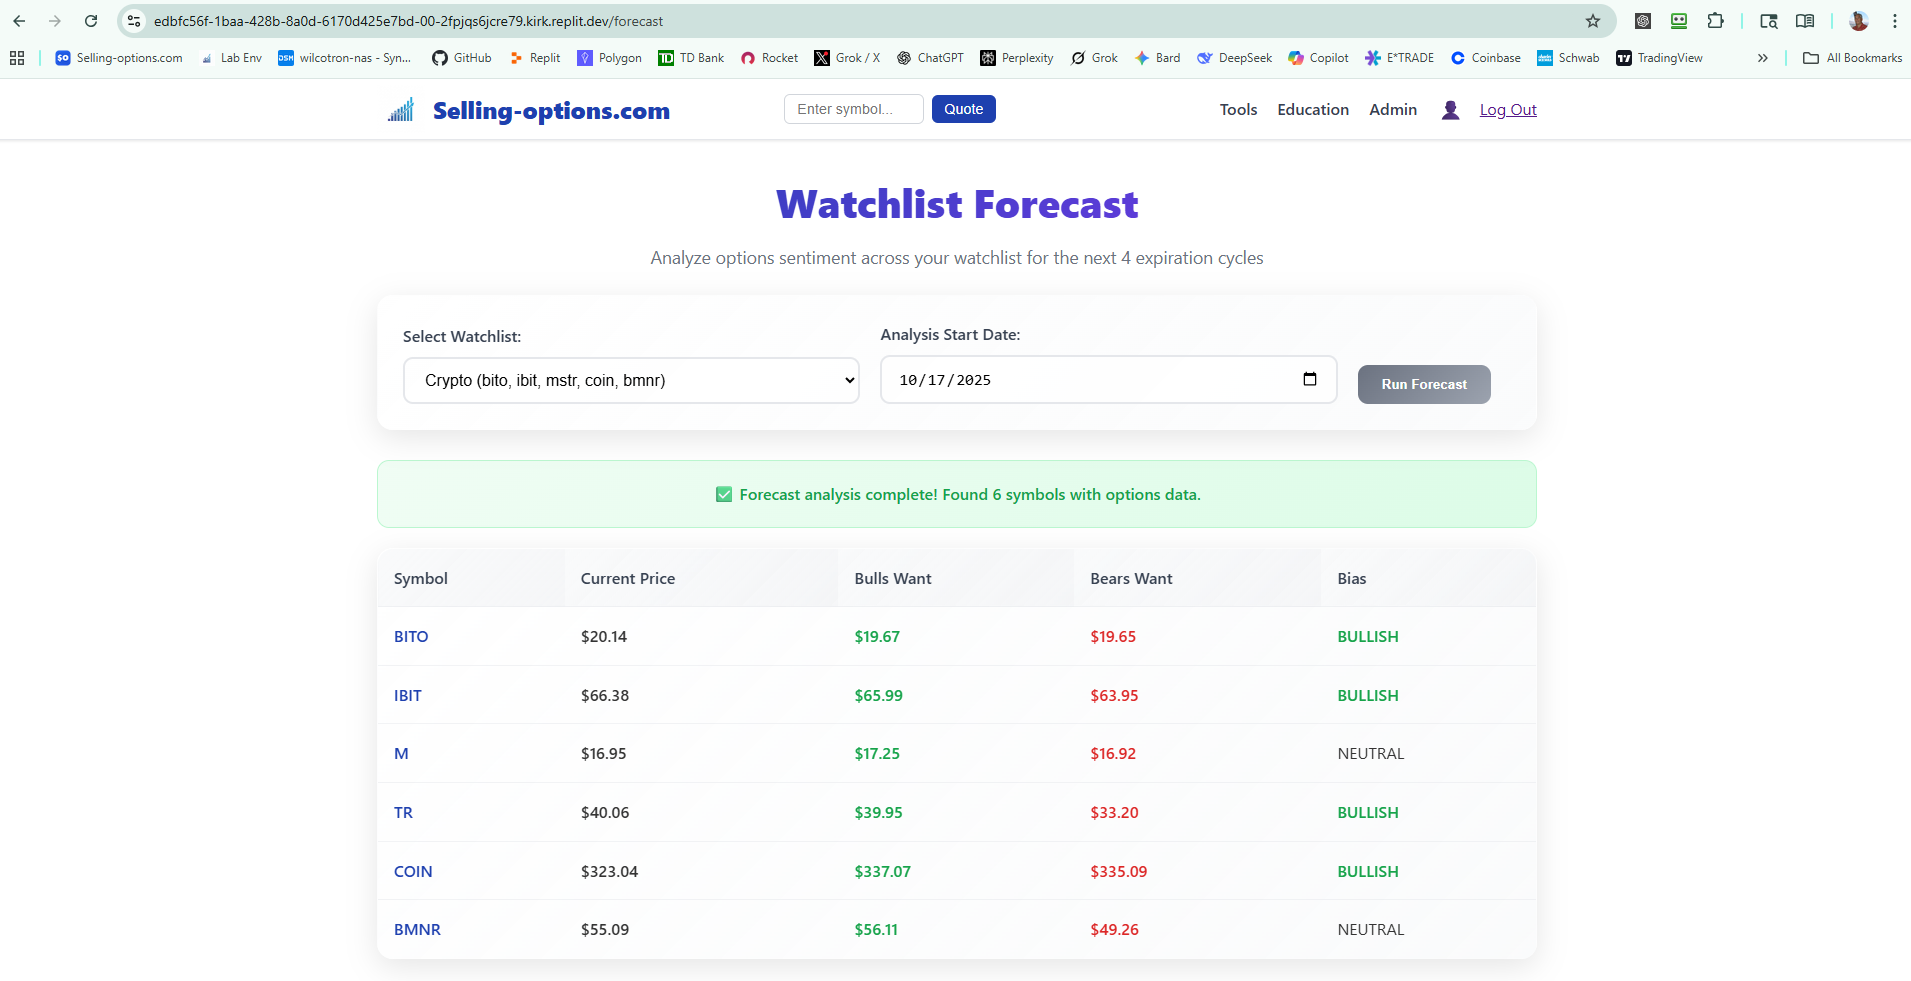 edbfc56f-1baa-428b-8a0d-6170d425e7bd-00-2fpjqs6jcre79.kirk.replit.dev/forecast
Selling-options.com Lab Env wilcotron-nas - Syn... GitHub Replit Polygon TD Bank Rocket Grok / X ChatGPT Perplexity Grok Bard DeepSeek Copilot E*TRADE Coinbase Schwab TradingView » All Bookmarks
Selling-options.com Enter symbol... Quote Tools Education Admin Log Out
Watchlist Forecast
Analyze options sentiment across your watchlist for the next 4 expiration cycles
Select Watchlist: Analysis Start Date:
Crypto (bito, ibit, mstr, coin, bmnr) 10/17/2025 Run Forecast
✅ Forecast analysis complete! Found 6 symbols with options data.
Symbol Current Price Bulls Want Bears Want Bias
BITO $20.14 $19.67 $19.65 BULLISH
IBIT $66.38 $65.99 $63.95 BULLISH
M $16.95 $17.25 $16.92 NEUTRAL
TR $40.06 $39.95 $33.20 BULLISH
COIN $323.04 $337.07 $335.09 BULLISH
BMNR $55.09 $56.11 $49.26 NEUTRAL